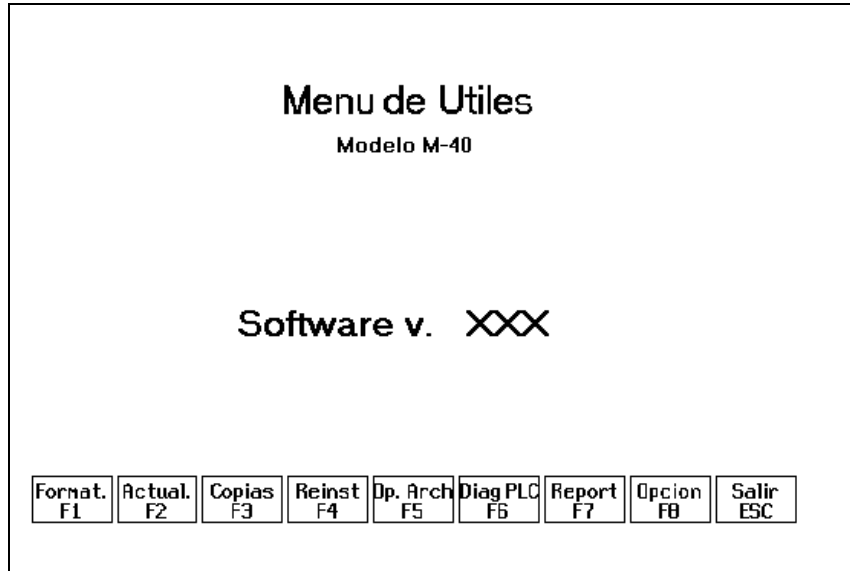 Menu de Utiles
Modelo M-40
Software v. XXX
Format. Actual. Copias Reinst Op. Arch Diag PLC Report Opcion Salir
F1 F2 F3 F4 F5 F6 F7 F8 ESC